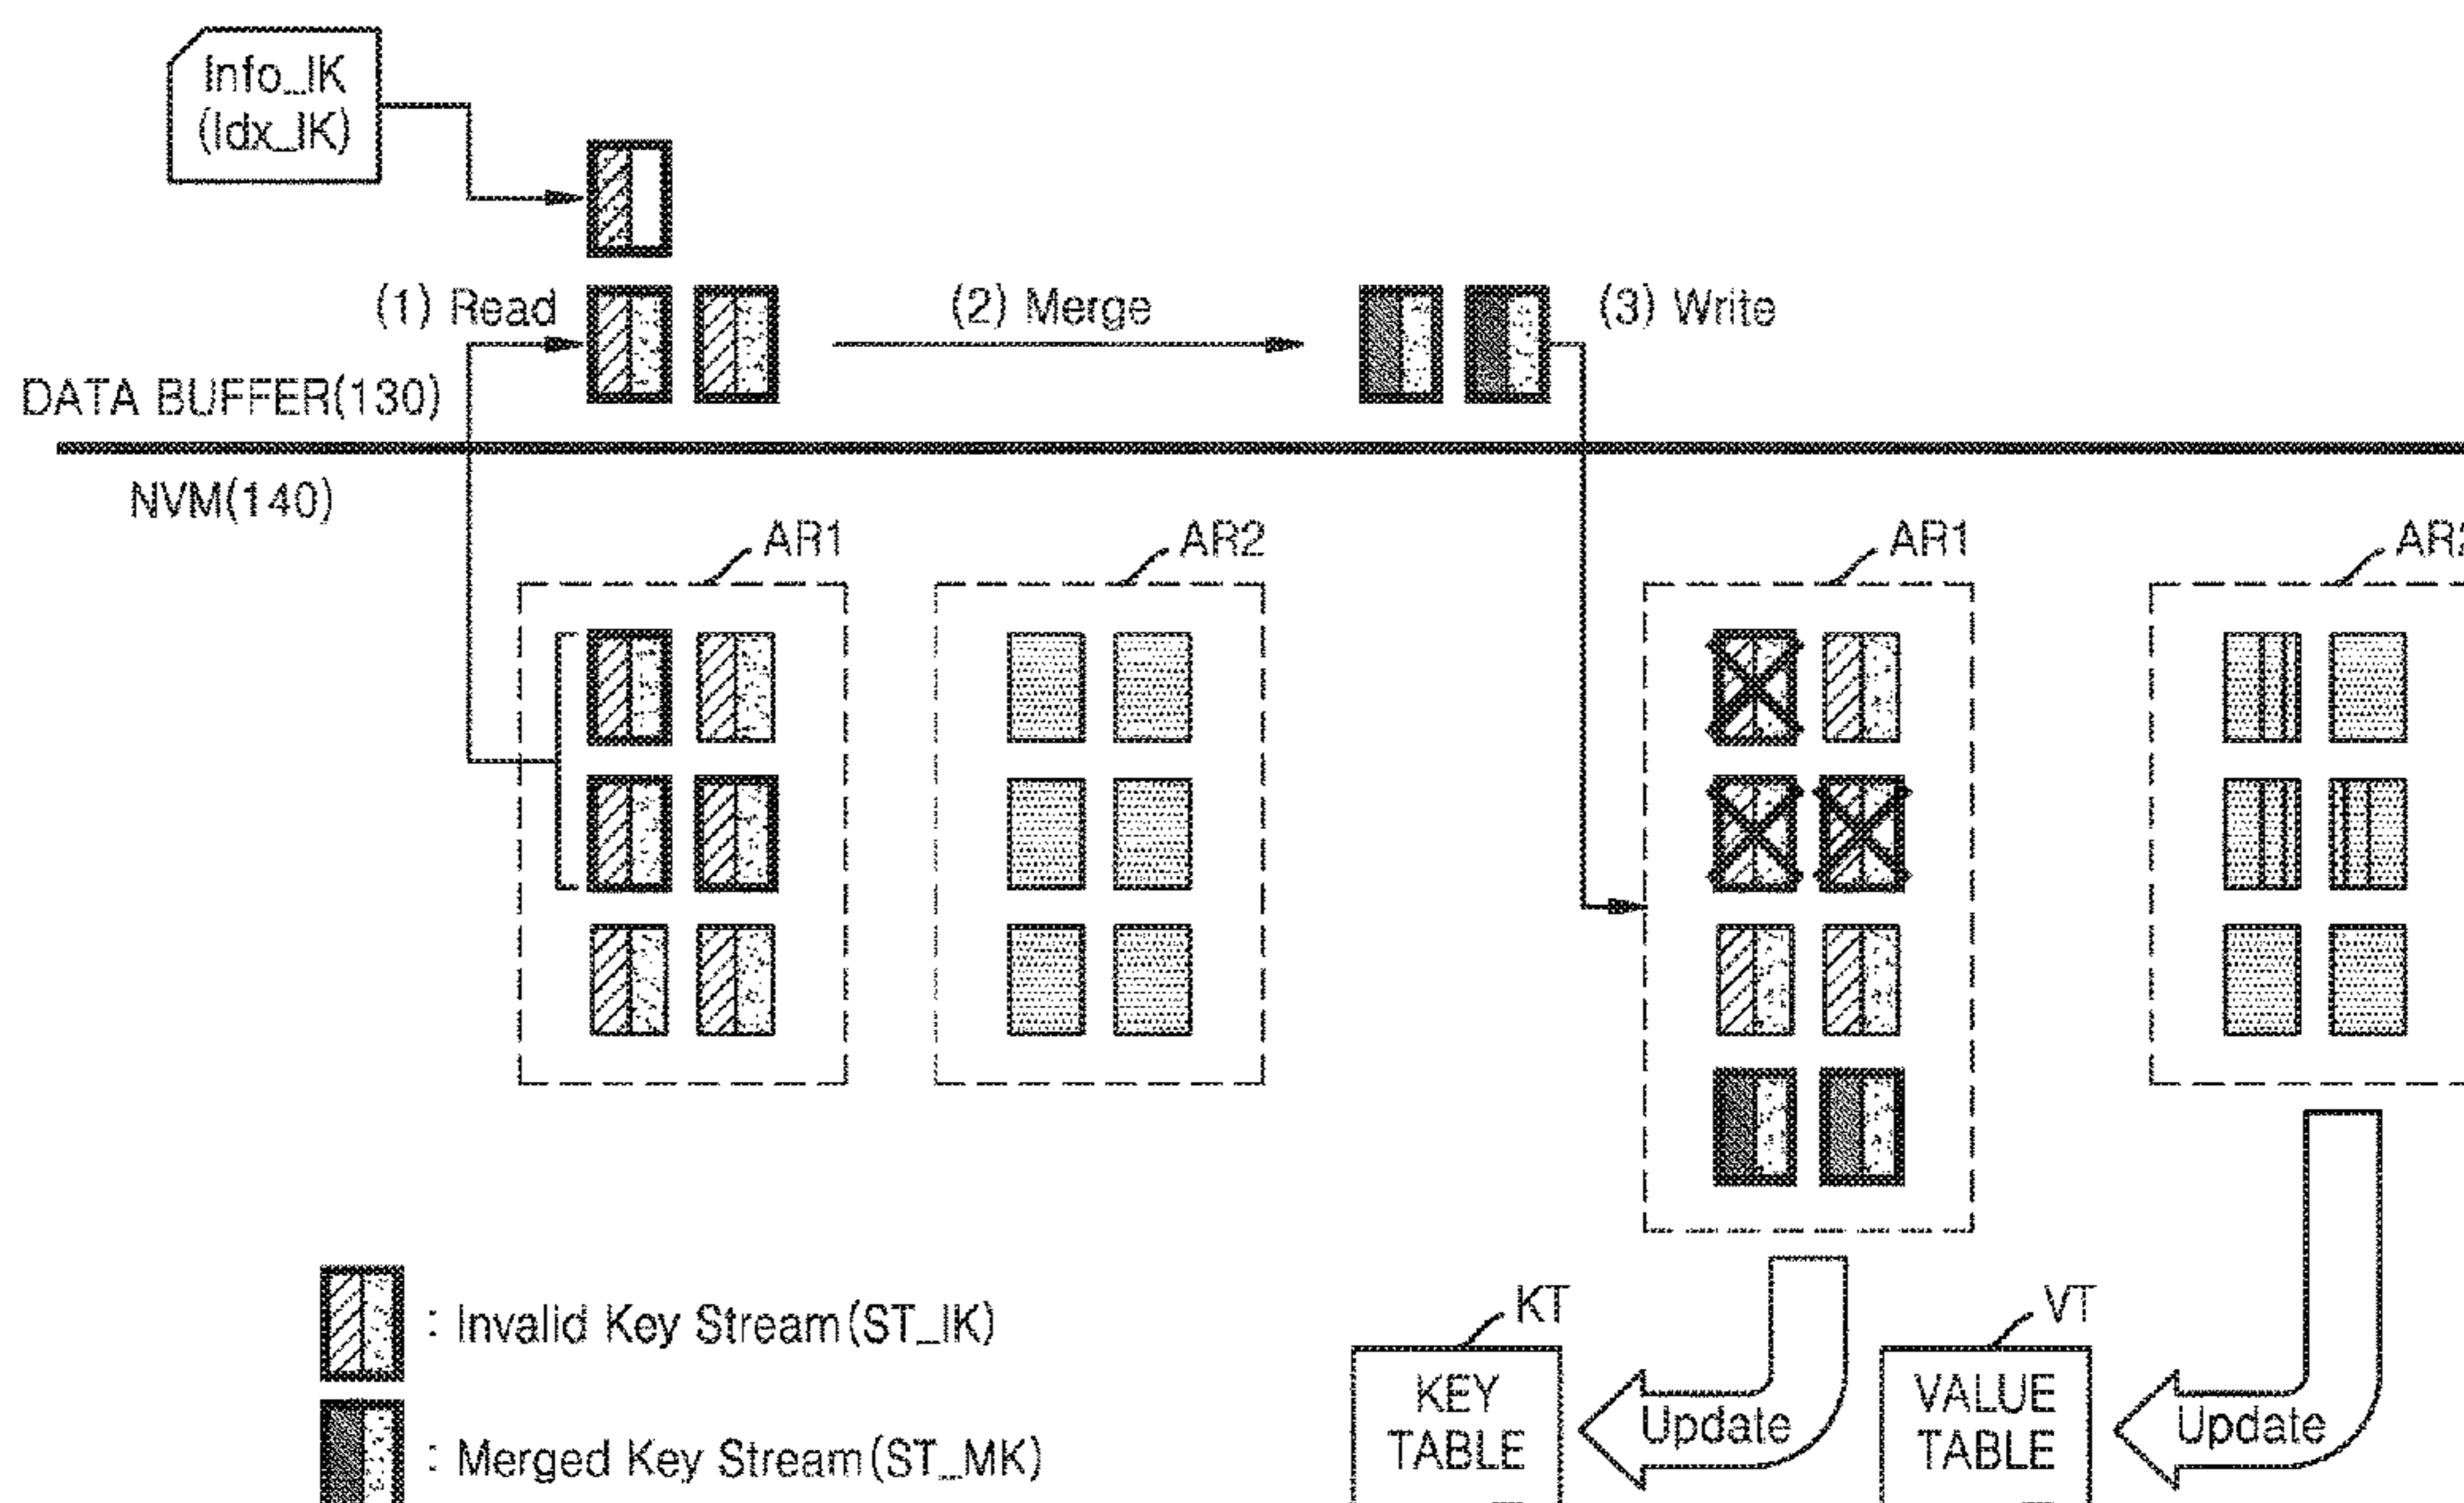 Info_IK
(Idx_IK)
(1) Read
(2) Merge
(3) Write
DATA BUFFER(130)
NVM(140)
AR1
AR2
AR1
AR2
: Invalid Key Stream(ST_IK)
: Merged Key Stream(ST_MK)
KT
KEY
TABLE
Update
VT
VALUE
TABLE
Update